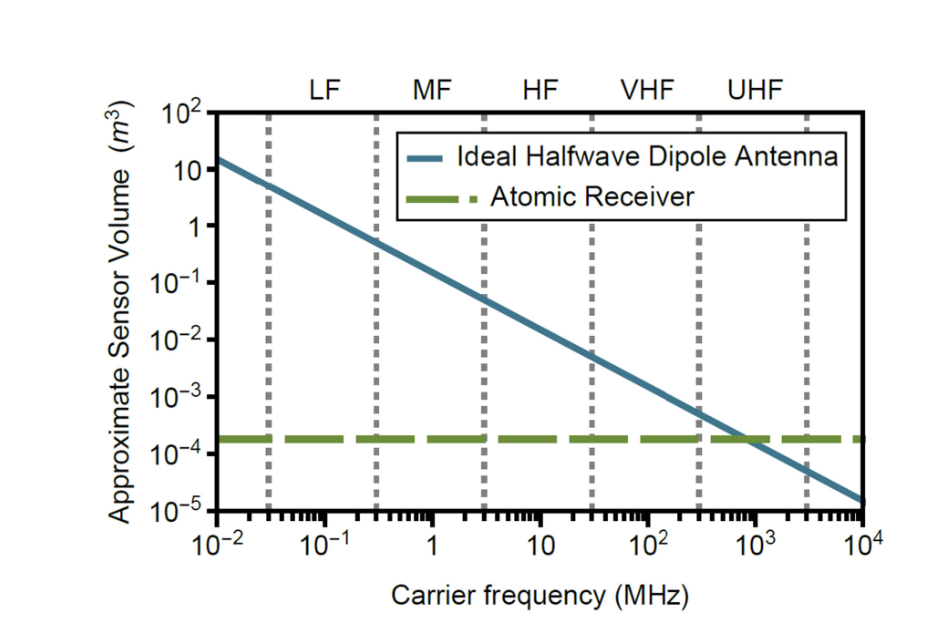 LF MF HF VHF UHF
Approximate Sensor Volume (m³)
10²
10
1
10⁻¹
10⁻²
10⁻³
10⁻⁴
10⁻⁵
Ideal Halfwave Dipole Antenna
Atomic Receiver
10⁻² 10⁻¹ 1 10 10² 10³ 10⁴
Carrier frequency (MHz)